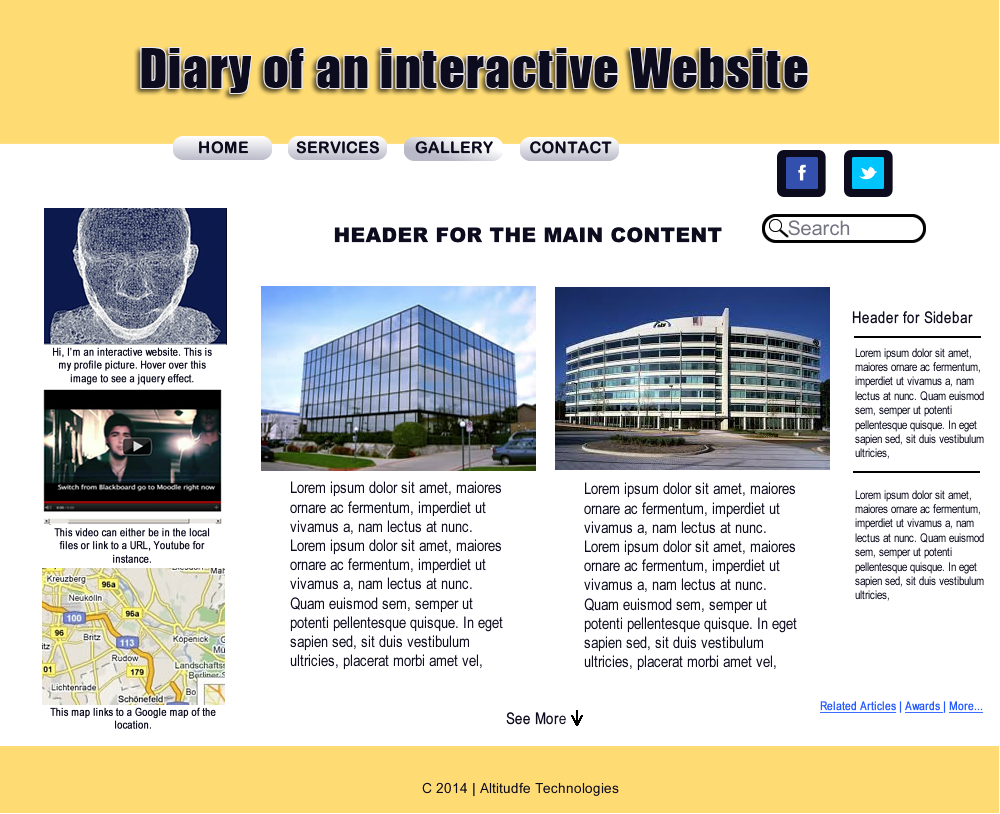 Diary of an interactive Website
HOME SERVICES GALLERY CONTACT
f
Search
HEADER FOR THE MAIN CONTENT
Hi, I'm an interactive website. This is
my profile picture. Hover over this
image to see a jquery effect.
Switch from Blackboard go to Moodle right now
This video can either be in the local
files or link to a URL, Youtube for
instance.
Kreuzberg
96a
Neukölln
100
96a
96
Britz
113
Köpenick
Rudow
Landschafts
179
Berliner-S
01
Lichtenrade
Bo
Schönefeld
This map links to a Google map of the
location.
Lorem ipsum dolor sit amet, maiores
ornare ac fermentum, imperdiet ut
vivamus a, nam lectus at nunc.
Lorem ipsum dolor sit amet, maiores
ornare ac fermentum, imperdiet ut
vivamus a, nam lectus at nunc.
Quam euismod sem, semper ut
potenti pellentesque quisque. In eget
sapien sed, sit duis vestibulum
ultricies, placerat morbi amet vel,
Lorem ipsum dolor sit amet, maiores
ornare ac fermentum, imperdiet ut
vivamus a, nam lectus at nunc.
Lorem ipsum dolor sit amet, maiores
ornare ac fermentum, imperdiet ut
vivamus a, nam lectus at nunc.
Quam euismod sem, semper ut
potenti pellentesque quisque. In eget
sapien sed, sit duis vestibulum
ultricies, placerat morbi amet vel,
See More
Header for Sidebar
Lorem ipsum dolor sit amet,
maiores ornare ac fermentum,
imperdiet ut vivamus a, nam
lectus at nunc. Quam euismod
sem, semper ut potenti
pellentesque quisque. In eget
sapien sed, sit duis vestibulum
ultricies,
Lorem ipsum dolor sit amet,
maiores ornare ac fermentum,
imperdiet ut vivamus a, nam
lectus at nunc. Quam euismod
sem, semper ut potenti
pellentesque quisque. In eget
sapien sed, sit duis vestibulum
ultricies,
Related Articles | Awards | More...
C 2014 | Altitudfe Technologies